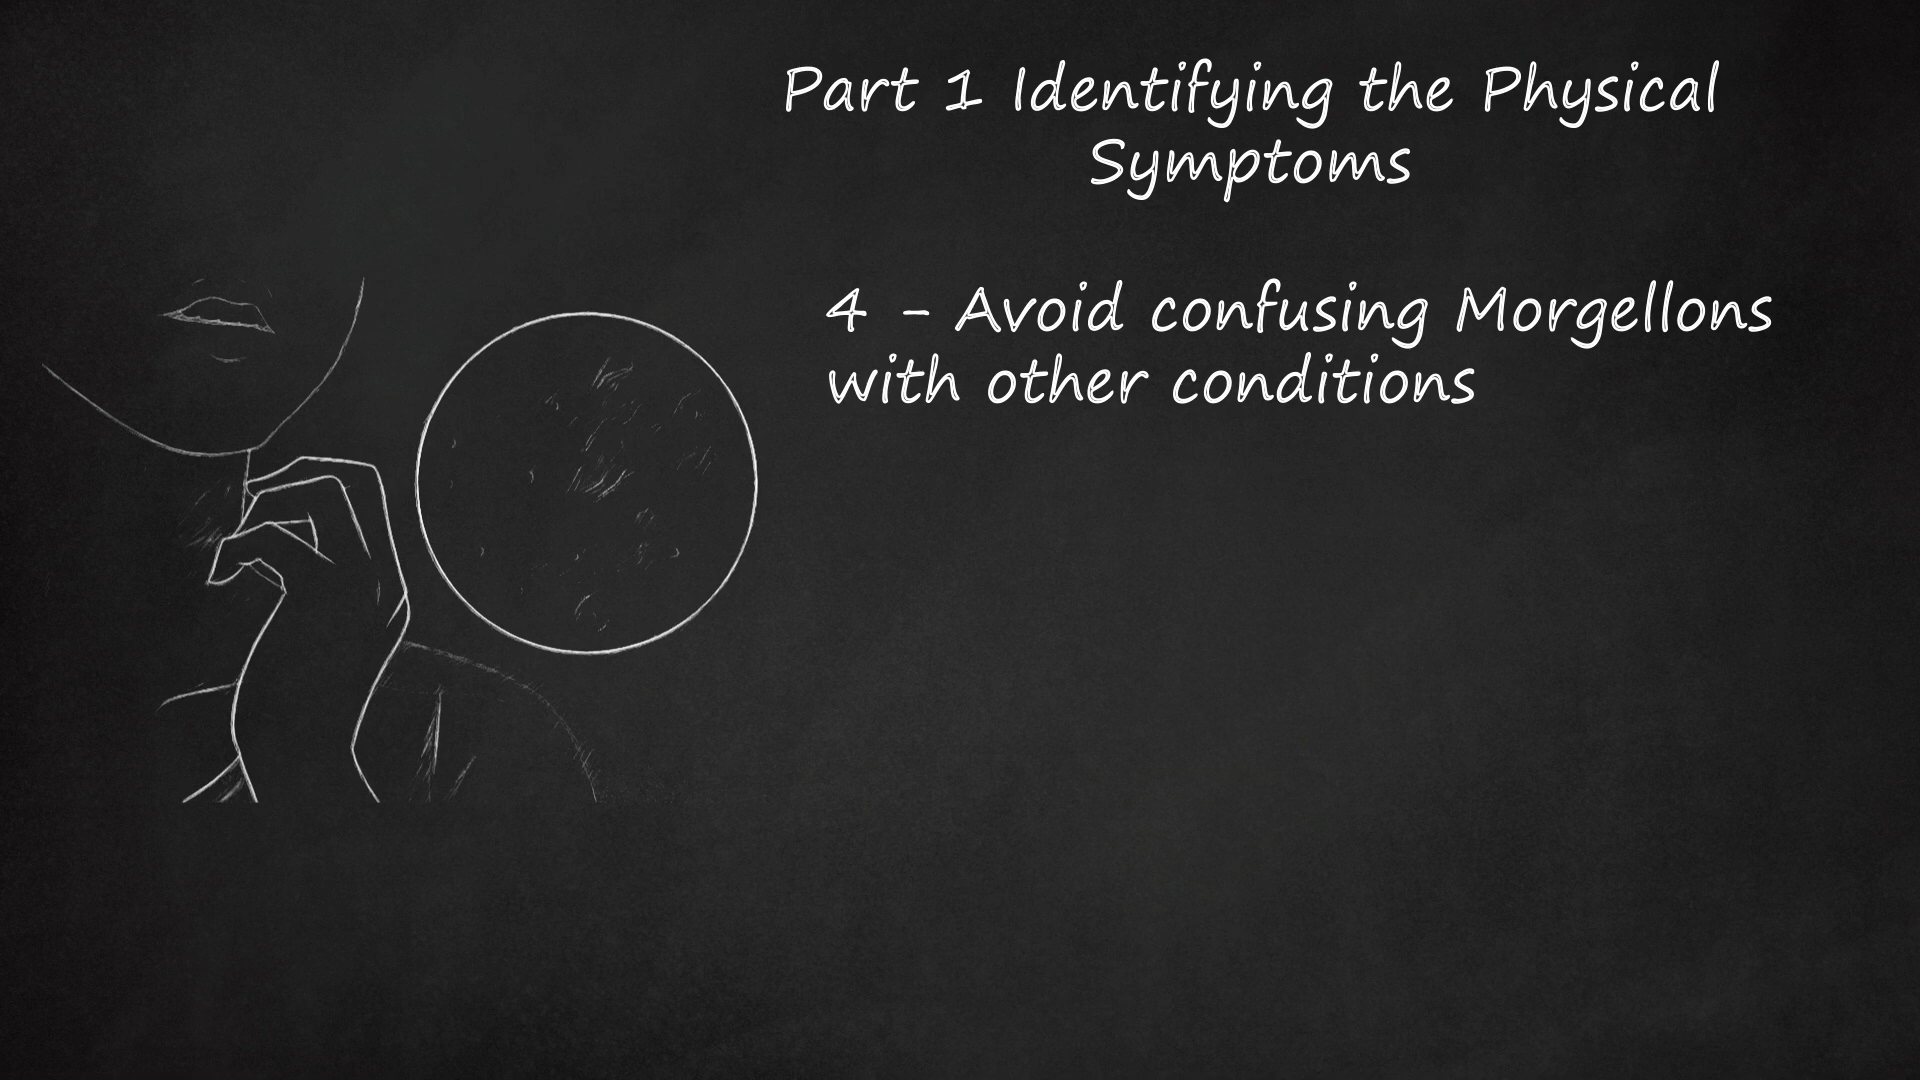 Part 1 Identifying the Physical
Symptoms
4 - Avoid confusing Morgellons
with other conditions